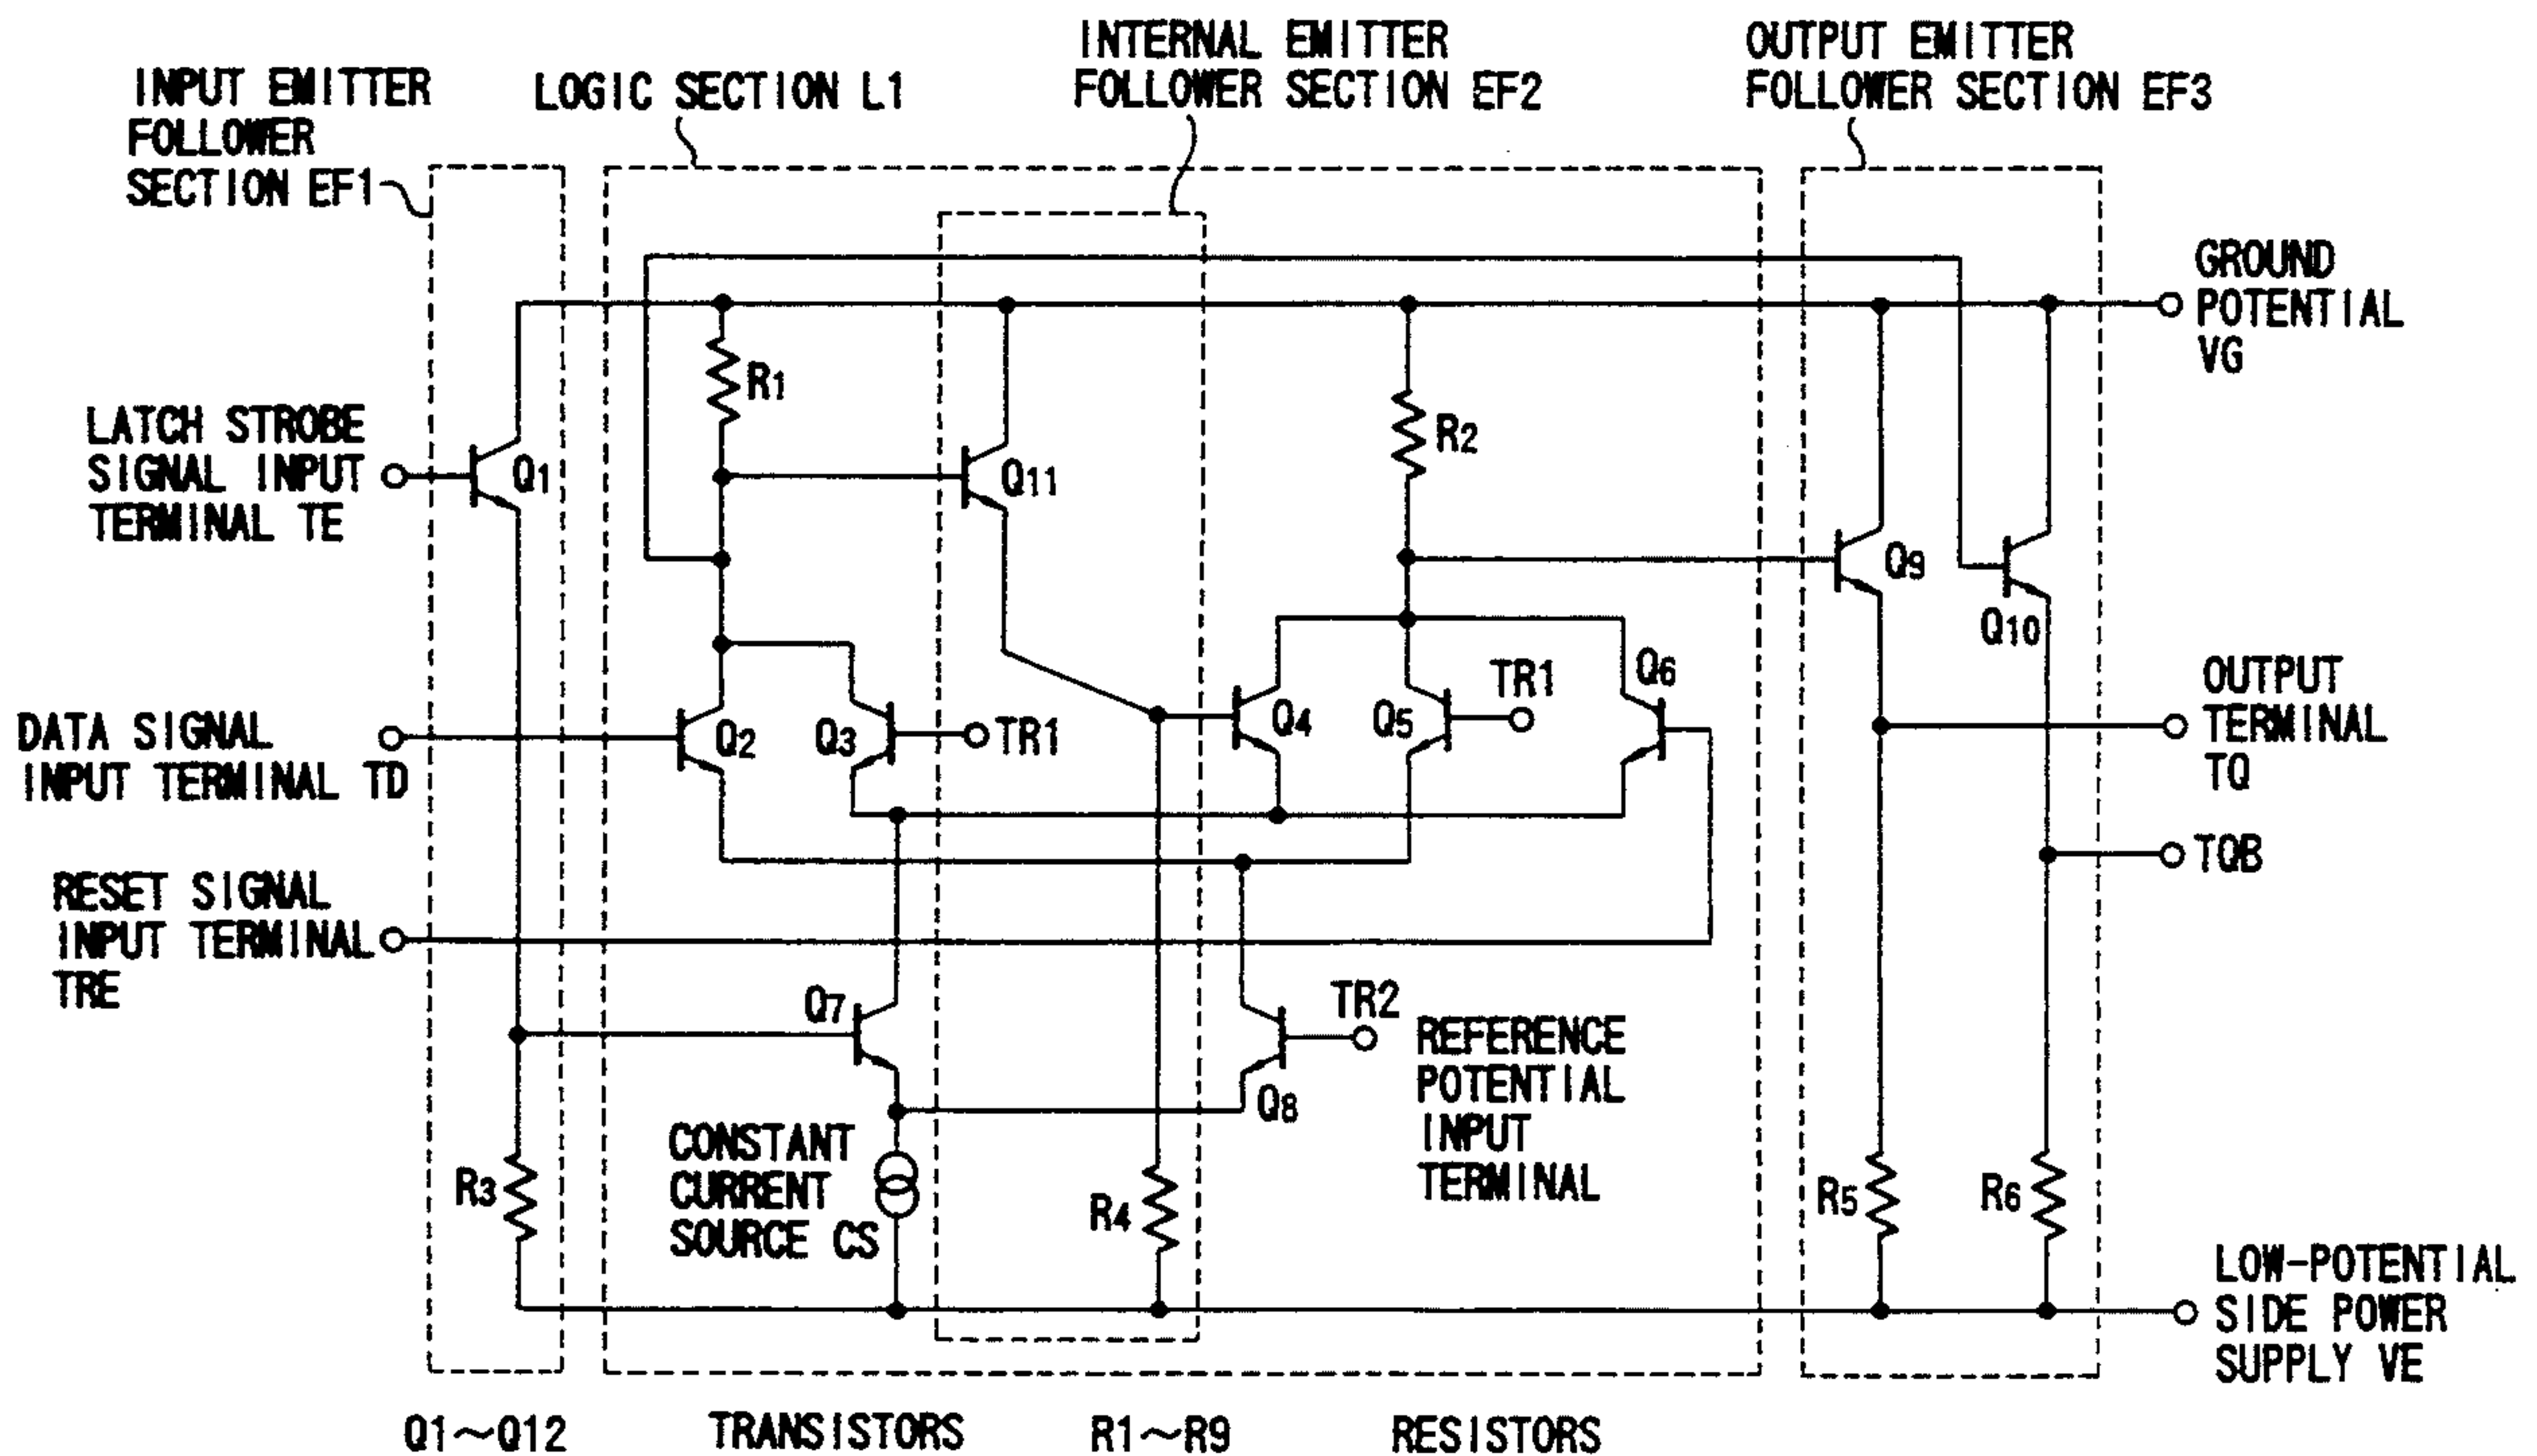 INPUT EMITTER
FOLLOWER
SECTION EF1
LOGIC SECTION L1
INTERNAL EMITTER
FOLLOWER SECTION EF2
OUTPUT EMITTER
FOLLOWER SECTION EF3
GROUND
POTENTIAL
VG
R1
R2
LATCH STROBE
SIGNAL INPUT
TERMINAL TE
Q1
Q11
Q9
Q10
DATA SIGNAL
INPUT TERMINAL TD
Q2
Q3
TR1
Q4
Q5
TR1
Q6
OUTPUT
TERMINAL
TQ
TQB
RESET SIGNAL
INPUT TERMINAL
TRE
Q7
Q8
TR2
REFERENCE
POTENTIAL
INPUT
TERMINAL
R3
CONSTANT
CURRENT
SOURCE CS
R4
R5
R6
LOW-POTENTIAL
SIDE POWER
SUPPLY VE
Q1～Q12 TRANSISTORS R1～R9 RESISTORS